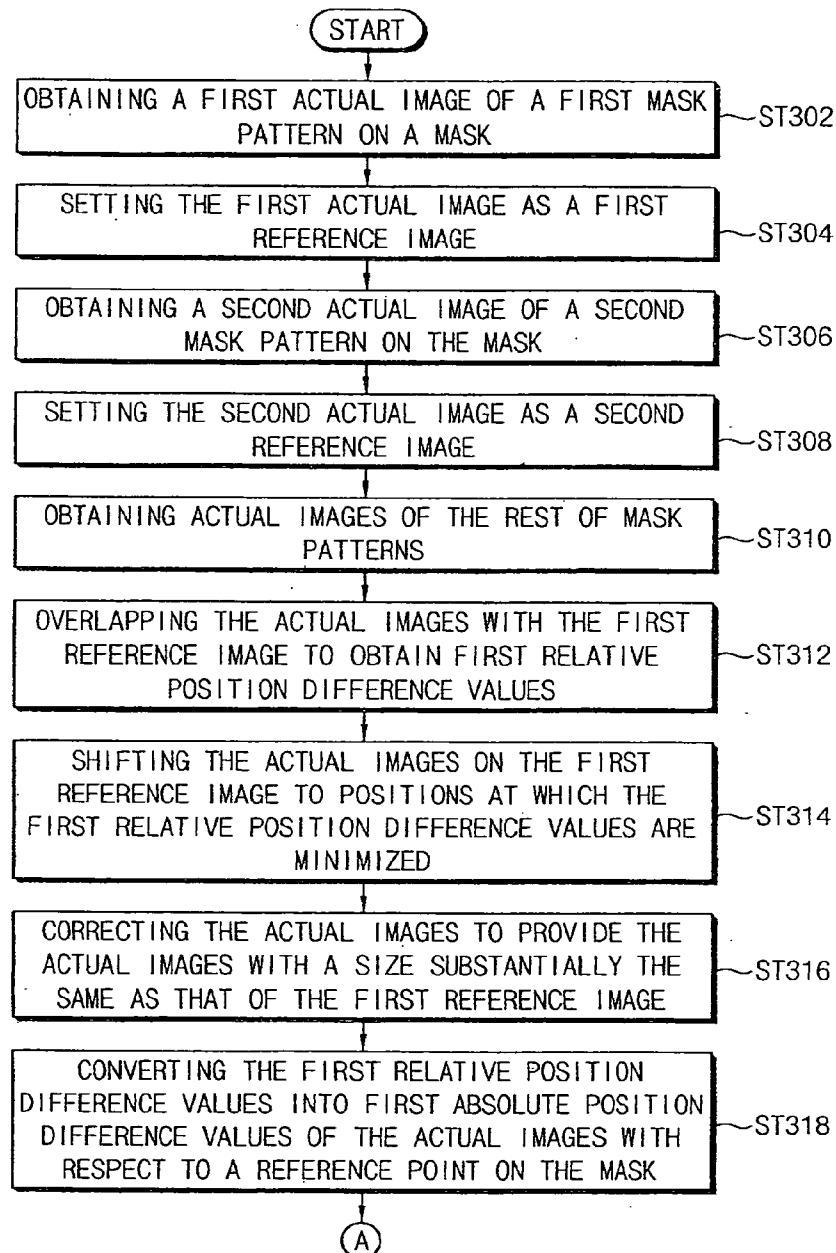 START
OBTAINING A FIRST ACTUAL IMAGE OF A FIRST MASK
PATTERN ON A MASK
ST302
SETTING THE FIRST ACTUAL IMAGE AS A FIRST
REFERENCE IMAGE
ST304
OBTAINING A SECOND ACTUAL IMAGE OF A SECOND
MASK PATTERN ON THE MASK
ST306
SETTING THE SECOND ACTUAL IMAGE AS A SECOND
REFERENCE IMAGE
ST308
OBTAINING ACTUAL IMAGES OF THE REST OF MASK
PATTERNS
ST310
OVERLAPPING THE ACTUAL IMAGES WITH THE FIRST
REFERENCE IMAGE TO OBTAIN FIRST RELATIVE
POSITION DIFFERENCE VALUES
ST312
SHIFTING THE ACTUAL IMAGES ON THE FIRST
REFERENCE IMAGE TO POSITIONS AT WHICH THE
FIRST RELATIVE POSITION DIFFERENCE VALUES ARE
MINIMIZED
ST314
CORRECTING THE ACTUAL IMAGES TO PROVIDE THE
ACTUAL IMAGES WITH A SIZE SUBSTANTIALLY THE
SAME AS THAT OF THE FIRST REFERENCE IMAGE
ST316
CONVERTING THE FIRST RELATIVE POSITION
DIFFERENCE VALUES INTO FIRST ABSOLUTE POSITION
DIFFERENCE VALUES OF THE ACTUAL IMAGES WITH
RESPECT TO A REFERENCE POINT ON THE MASK
ST318
A